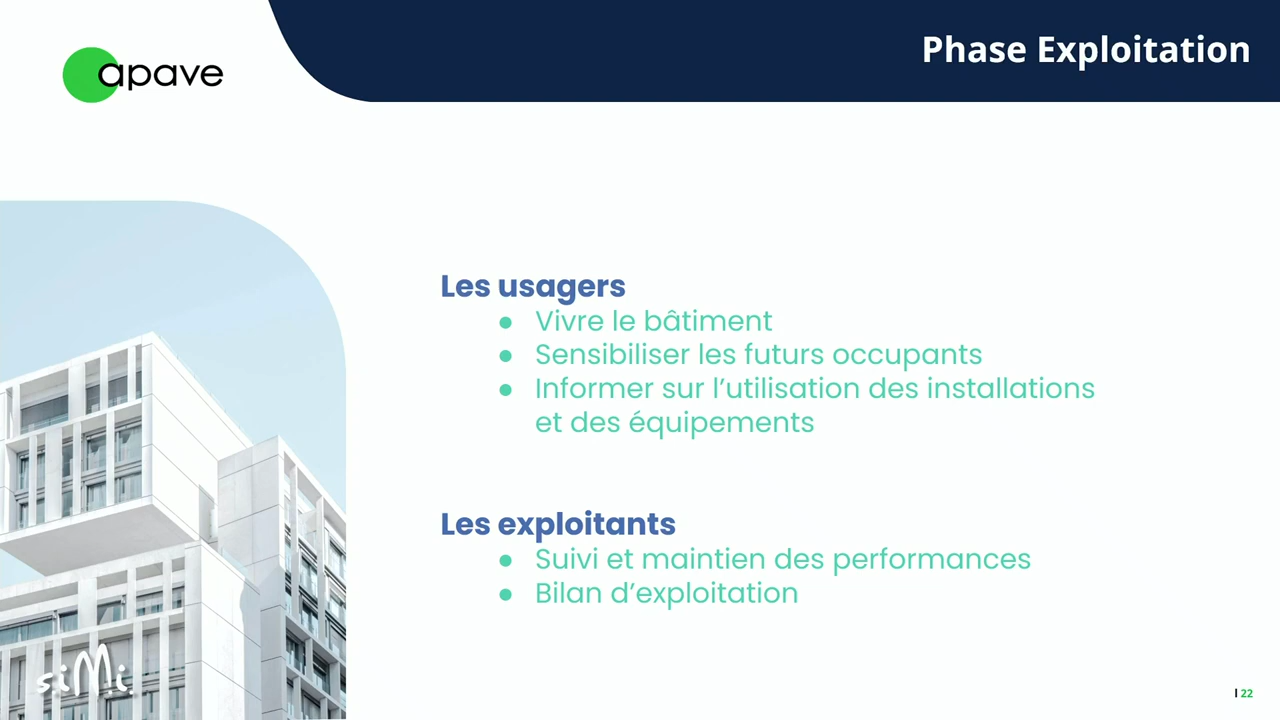 apave
Phase Exploitation
Les usagers
● Vivre le bâtiment
● Sensibiliser les futurs occupants
● Informer sur l’utilisation des installations
et des équipements
Les exploitants
● Suivi et maintien des performances
● Bilan d’exploitation
siMi
I 22